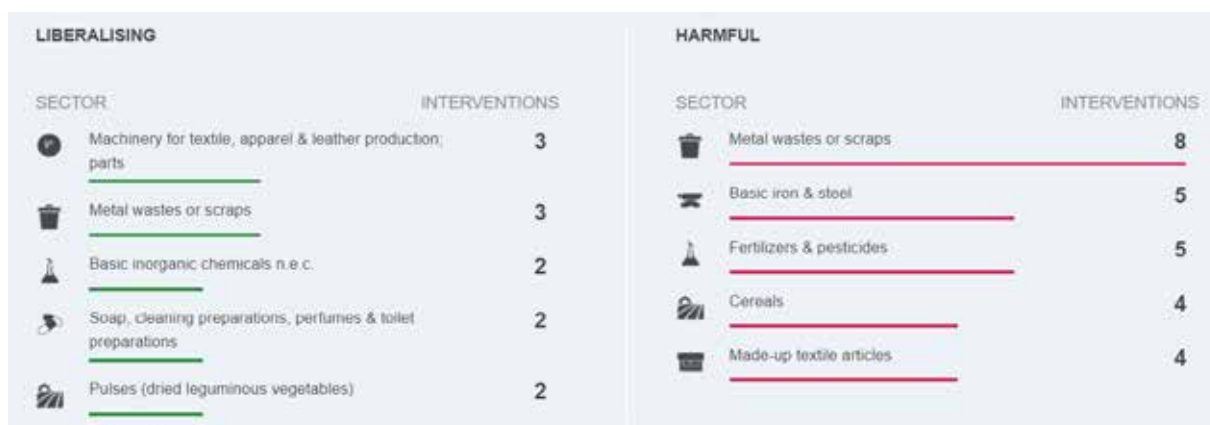 LIBERALISING
SECTOR INTERVENTIONS
Machinery for textile, apparel & leather production;
parts
3
Metal wastes or scraps 3
Basic inorganic chemicals n.e.c. 2
Soap, cleaning preparations, perfumes & toilet
preparations
2
Pulses (dried leguminous vegetables) 2
HARMFUL
SECTOR INTERVENTIONS
Metal wastes or scraps 8
Basic iron & steel 5
Fertilizers & pesticides 5
Cereals 4
Made-up textile articles 4